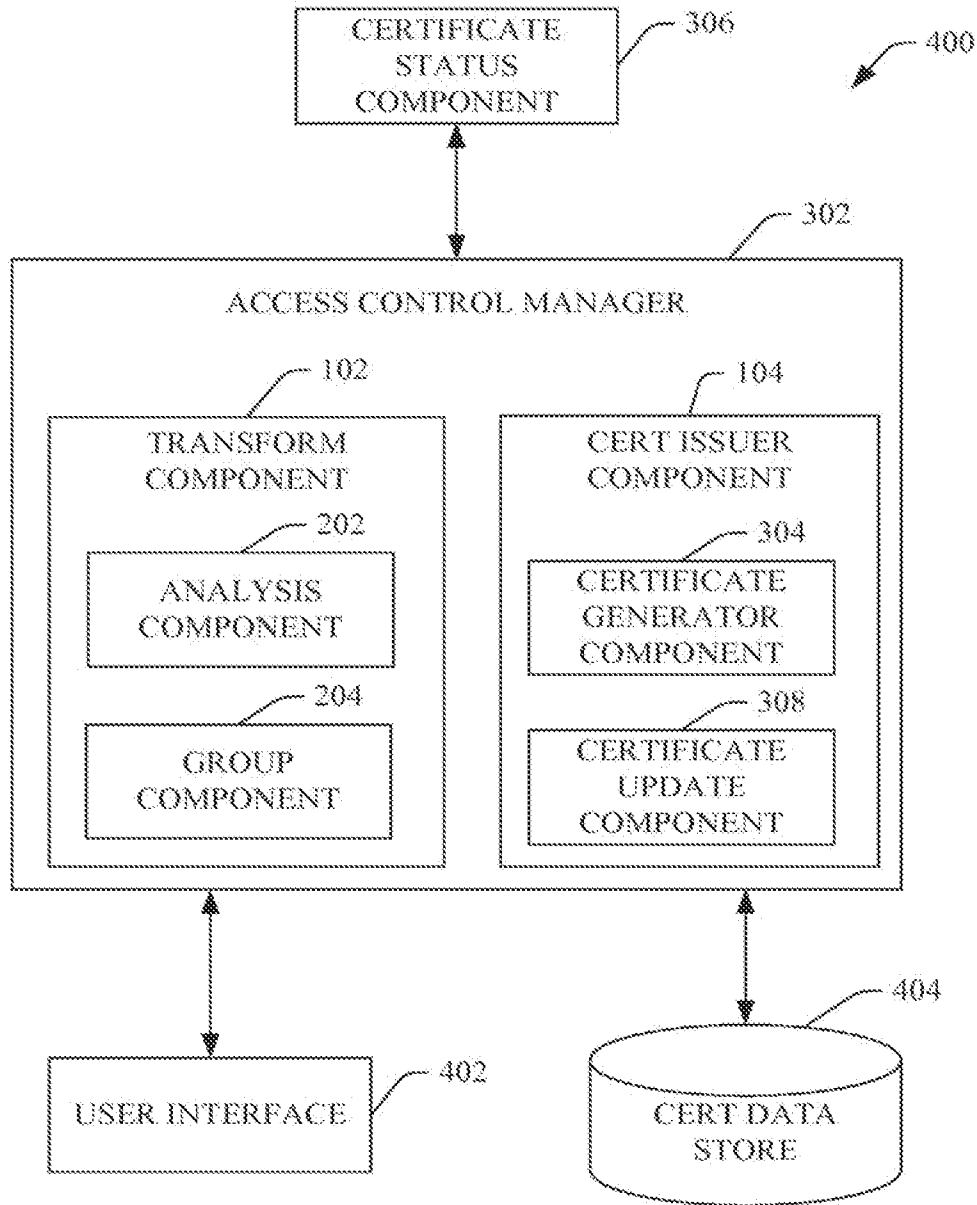 CERTIFICATE
STATUS
COMPONENT
306
400
302
ACCESS CONTROL MANAGER
102
TRANSFORM
COMPONENT
202
ANALYSIS
COMPONENT
204
GROUP
COMPONENT
104
CERT ISSUER
COMPONENT
304
CERTIFICATE
GENERATOR
COMPONENT
308
CERTIFICATE
UPDATE
COMPONENT
USER INTERFACE
402
404
CERT DATA
STORE